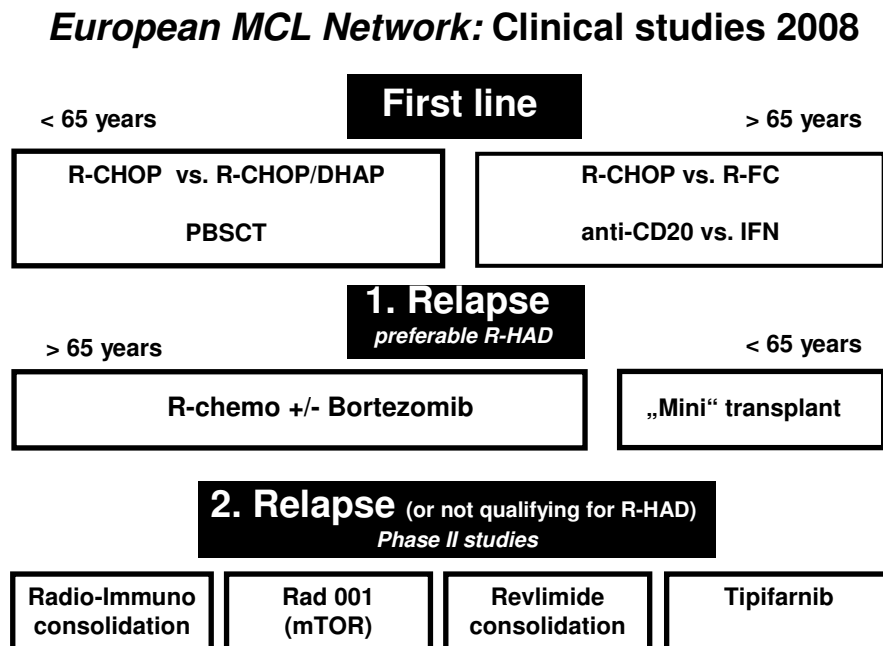 European MCL Network: Clinical studies 2008
First line
< 65 years
> 65 years
R-CHOP vs. R-CHOP/DHAP
PBSCT
R-CHOP vs. R-FC
anti-CD20 vs. IFN
1. Relapse
preferable R-HAD
> 65 years
< 65 years
R-chemo +/- Bortezomib
„Mini“ transplant
2. Relapse (or not qualifying for R-HAD)
Phase II studies
Radio-Immuno
consolidation
Rad 001
(mTOR)
Revlimide
consolidation
Tipifarnib